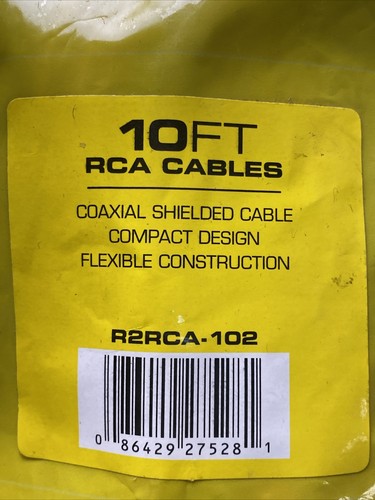 10FT
RCA CABLES
COAXIAL SHIELDED CABLE
COMPACT DESIGN
FLEXIBLE CONSTRUCTION
R2RCA-102
0 86429 27528 1